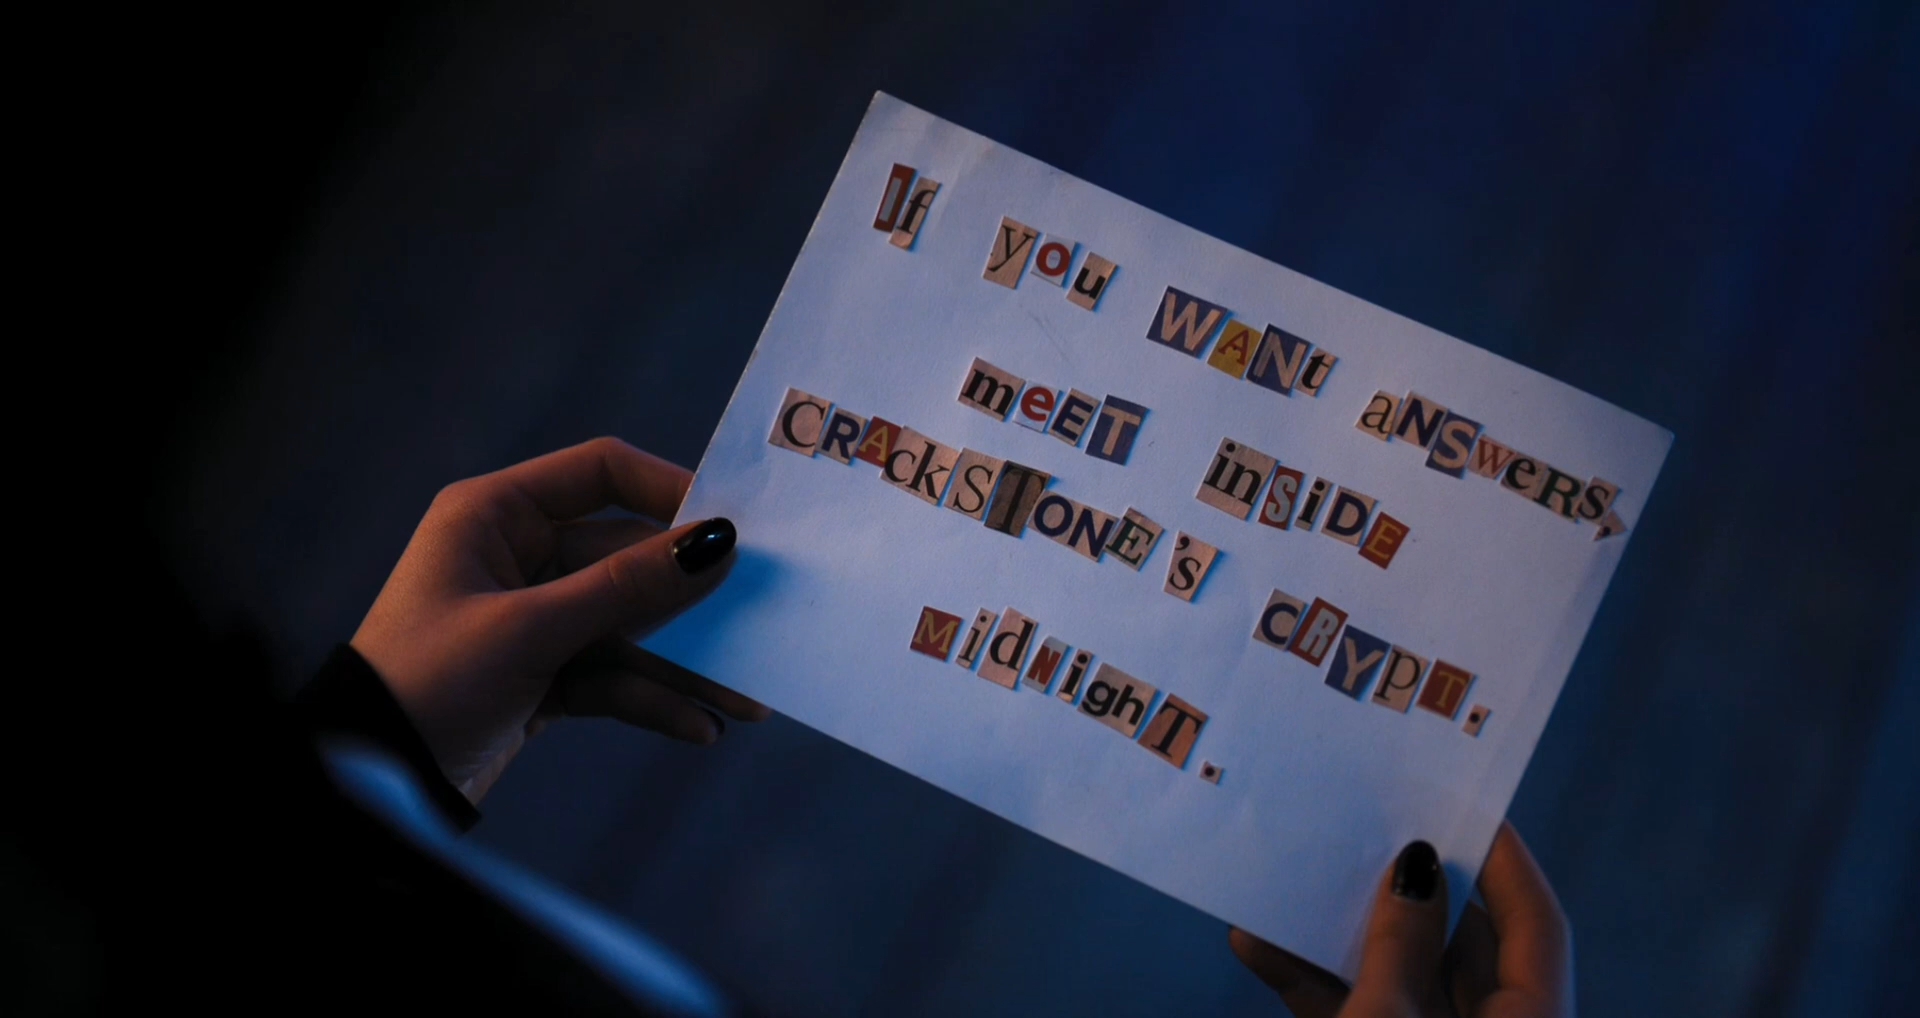 If you WANt aNSwERs,
meET inSiDE
CRAckSTONE's CRYpT.
MidNighT.